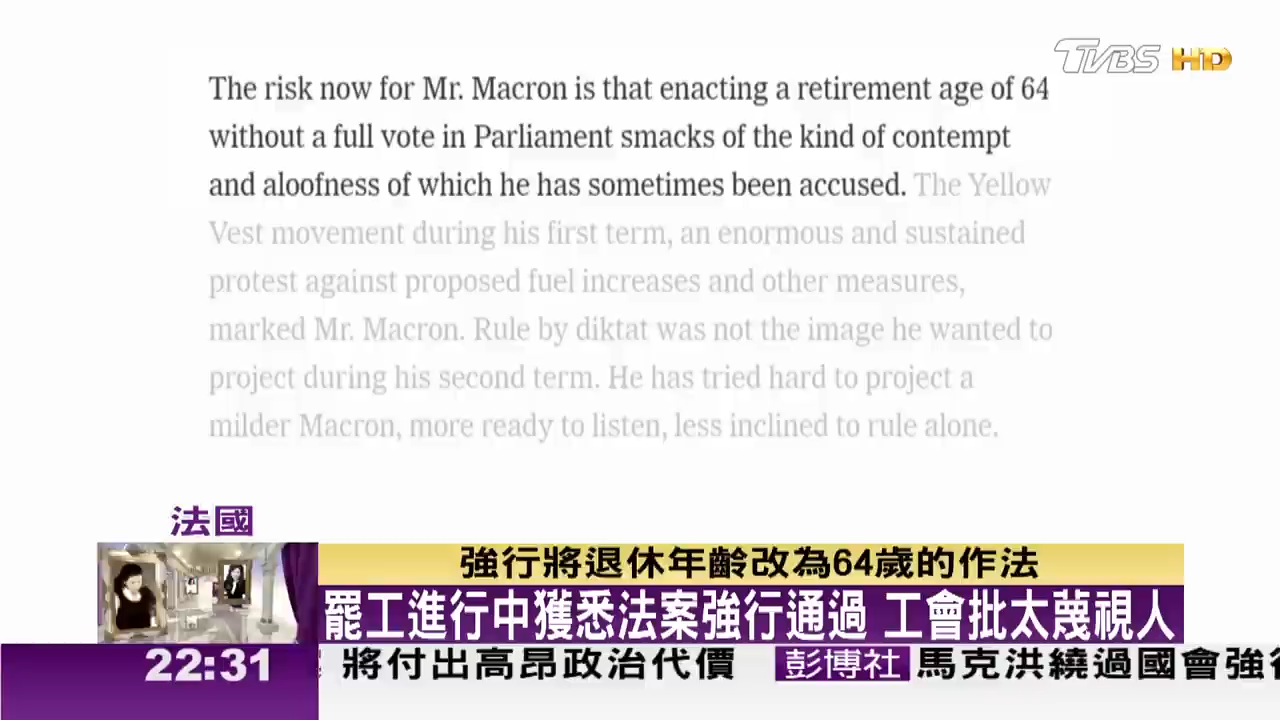 TVBS HD
The risk now for Mr. Macron is that enacting a retirement age of 64
without a full vote in Parliament smacks of the kind of contempt
and aloofness of which he has sometimes been accused. The Yellow
Vest movement during his first term, an enormous and sustained
protest against proposed fuel increases and other measures,
marked Mr. Macron. Rule by diktat was not the image he wanted to
project during his second term. He has tried hard to project a
milder Macron, more ready to listen, less inclined to rule alone.
法國
強行將退休年齡改為64歲的作法
罷工進行中獲悉法案強行通過 工會批太蔑視人
22:31 將付出高昂政治代價 彭博社 馬克洪繞過國會強